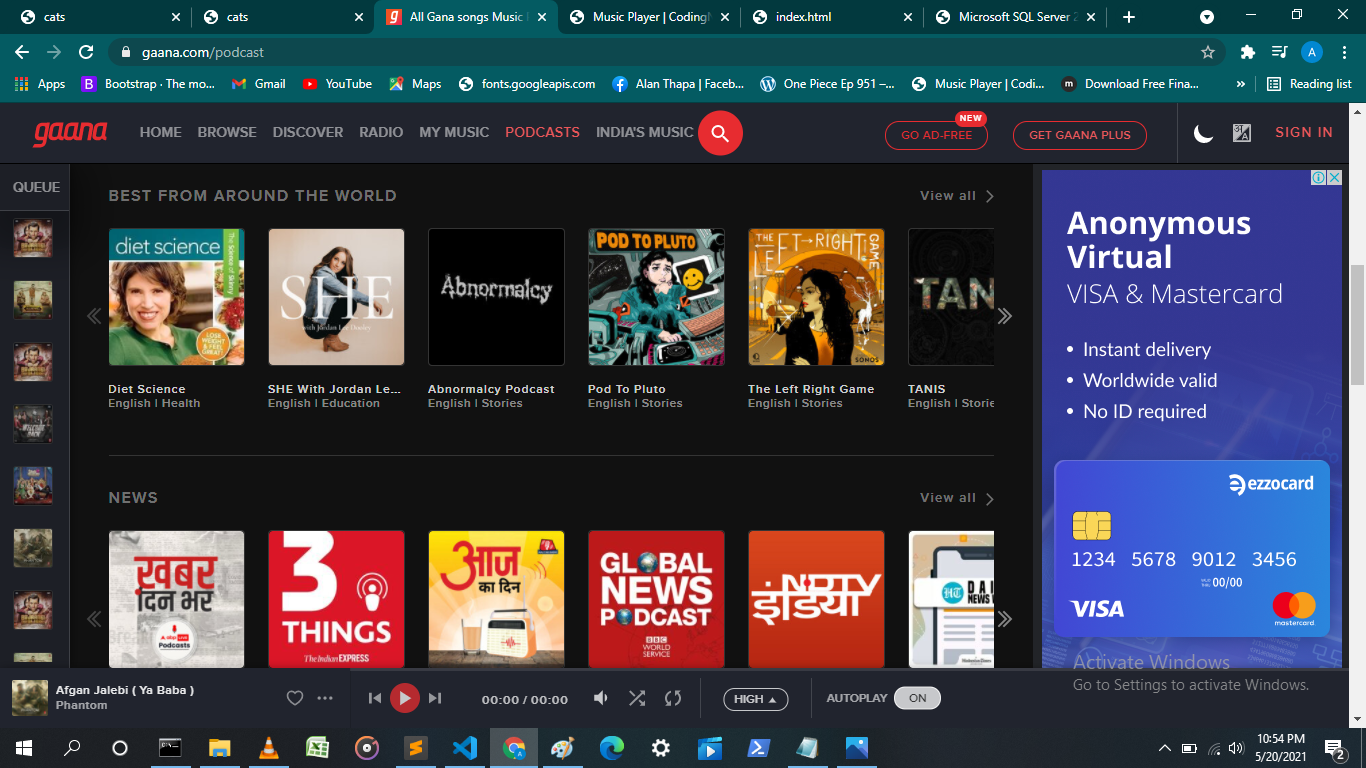 cats
cats
All Gana songs Music
Music Player | Coding
index.html
Microsoft SQL Server
gaana.com/podcast
A
Apps
Bootstrap · The mo...
Gmail
YouTube
Maps
fonts.googleapis.com
Alan Thapa | Faceb...
One Piece Ep 951 –...
Music Player | Codi...
Download Free Fina...
»
Reading list
gaana
HOME
BROWSE
DISCOVER
RADIO
MY MUSIC
PODCASTS
INDIA'S MUSIC
GO AD-FREE
NEW
GET GAANA PLUS
SIGN IN
QUEUE
BEST FROM AROUND THE WORLD
View all
diet science
The Science of Skinny
LOSE WEIGHT & FEEL GREAT!
SHE
with Jordan Lee Dooley
Abnormalcy
POD TO PLUTO
THE LEFT-RIGHT GAME
SONOS
TANI
Diet Science
English | Health
SHE With Jordan Le...
English | Education
Abnormalcy Podcast
English | Stories
Pod To Pluto
English | Stories
The Left Right Game
English | Stories
TANIS
English | Storie
NEWS
View all
ख़बर
दिन भर
LIVE
Podcasts
3
THINGS
The Indian EXPRESS
आज
का दिन
GLOBAL
NEWS
PODCAST
BBC
WORLD
SERVICE
NDTV
इंडिया
HT
DAI
NEWS
Anonymous
Virtual
VISA & Mastercard
• Instant delivery
• Worldwide valid
• No ID required
ezzocard
1234 5678 9012 3456
00/00
VISA
mastercard
Activate Windows
Go to Settings to activate Windows.
Afgan Jalebi ( Ya Baba )
Phantom
00:00 / 00:00
HIGH
AUTOPLAY
ON
10:54 PM
5/20/2021
2